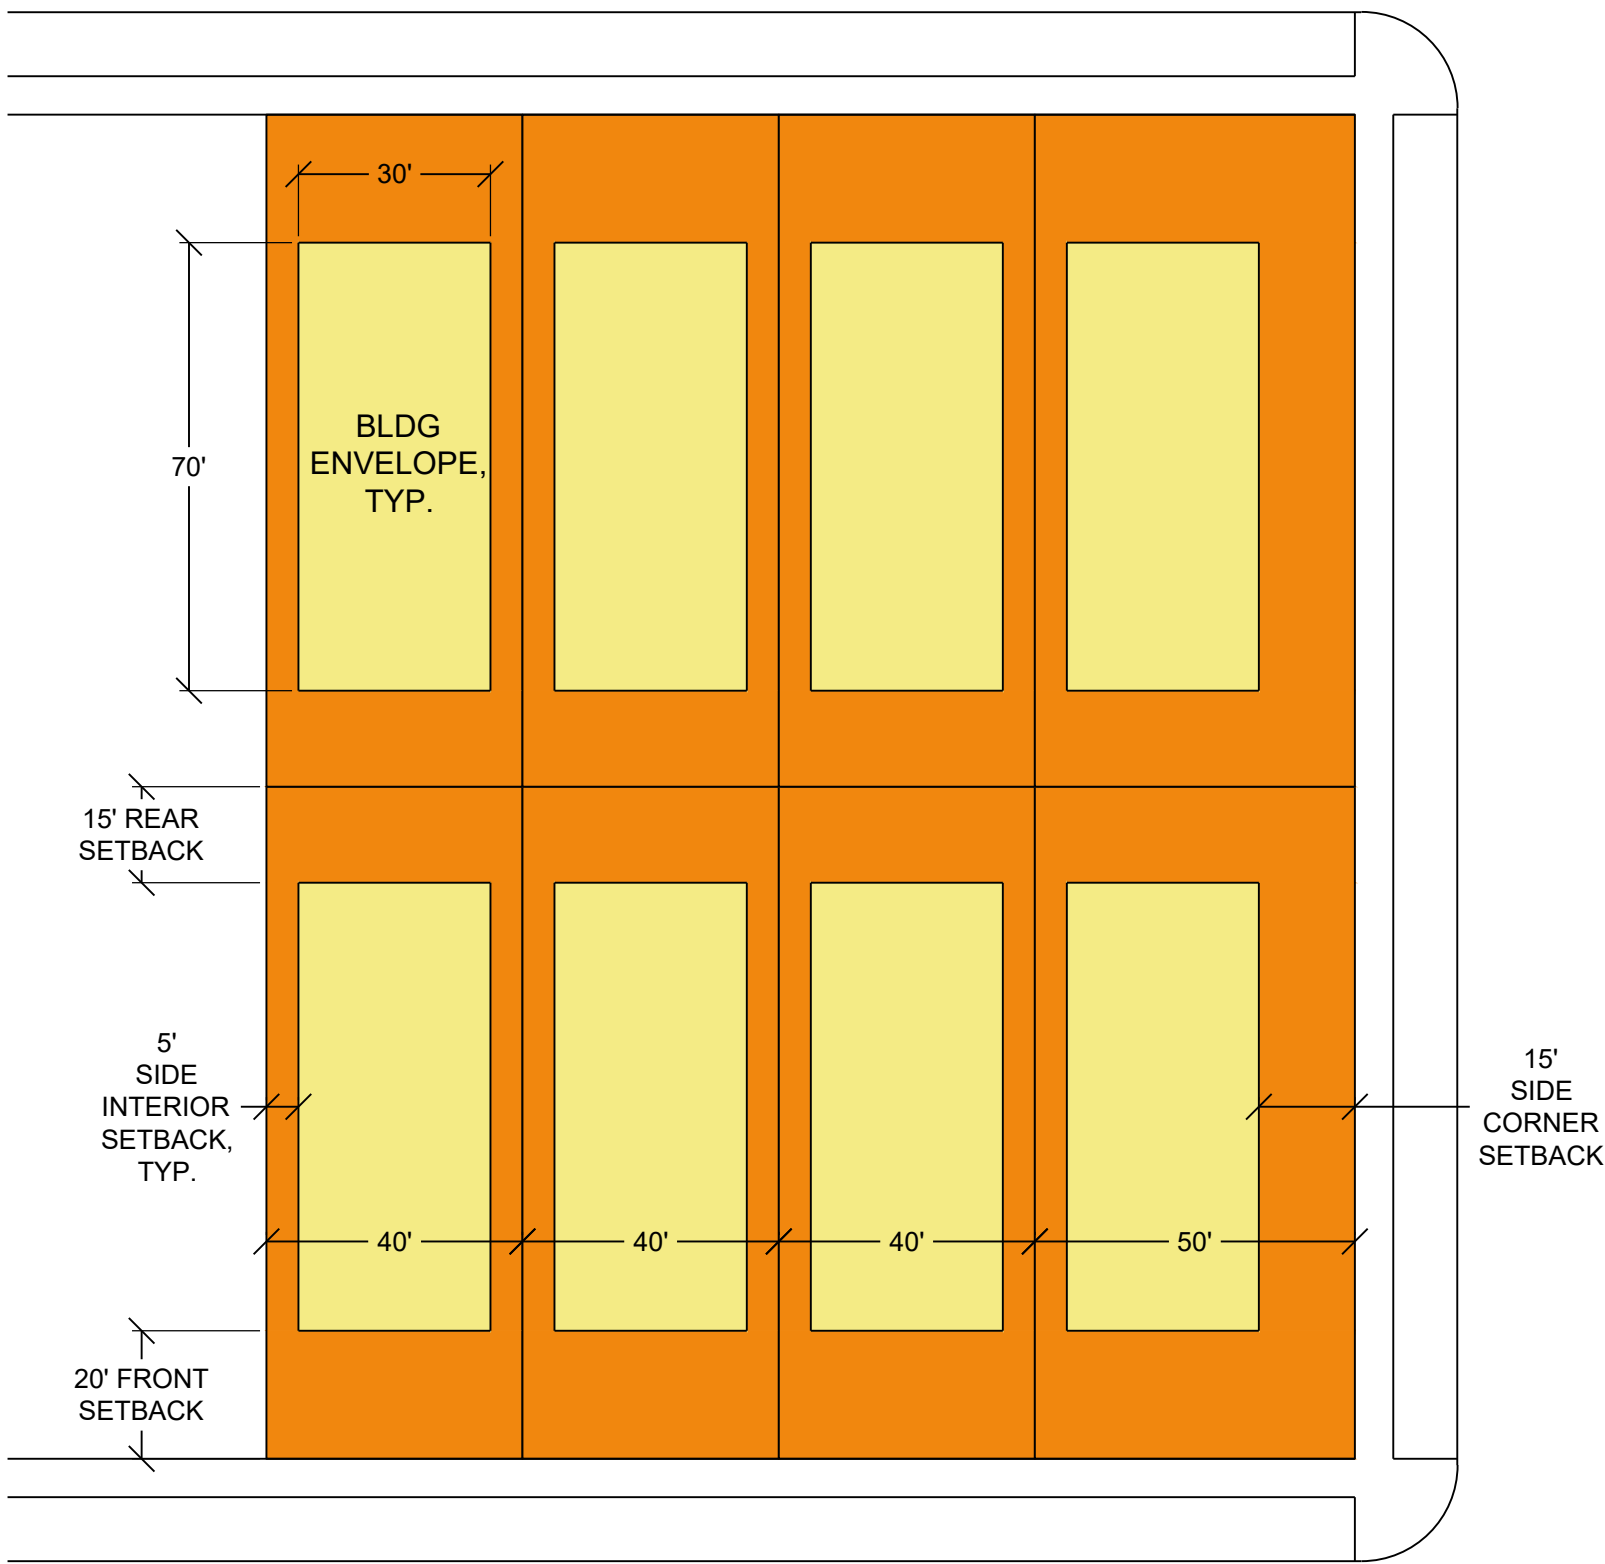 30'
70'
BLDG
ENVELOPE,
TYP.
15' REAR
SETBACK
5'
SIDE
INTERIOR
SETBACK,
TYP.
15'
SIDE
CORNER
SETBACK
40'
40'
40'
50'
20' FRONT
SETBACK